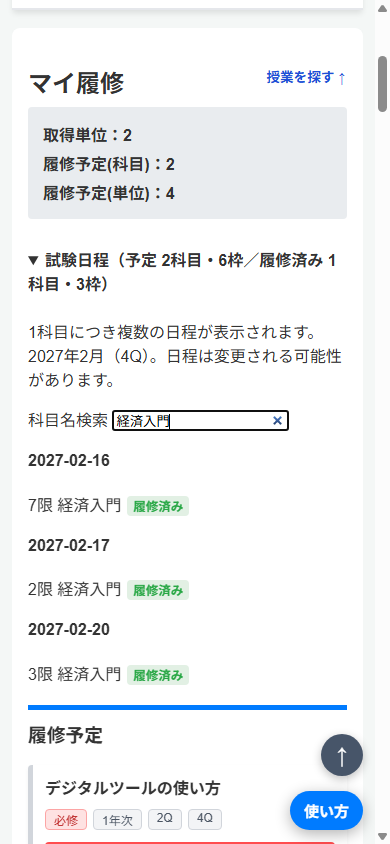 マイ履修
授業を探す ↑
取得単位：2
履修予定(科目)：2
履修予定(単位)：4
▼ 試験日程（予定 2科目・6枠／履修済み 1
科目・3枠）
1科目につき複数の日程が表示されます。
2027年2月（4Q）。日程は変更される可能性
があります。
科目名検索 経済入門 ×
2027-02-16
7限 経済入門 履修済み
2027-02-17
2限 経済入門 履修済み
2027-02-20
3限 経済入門 履修済み
履修予定
↑
デジタルツールの使い方
必修 1年次 2Q 4Q
使い方